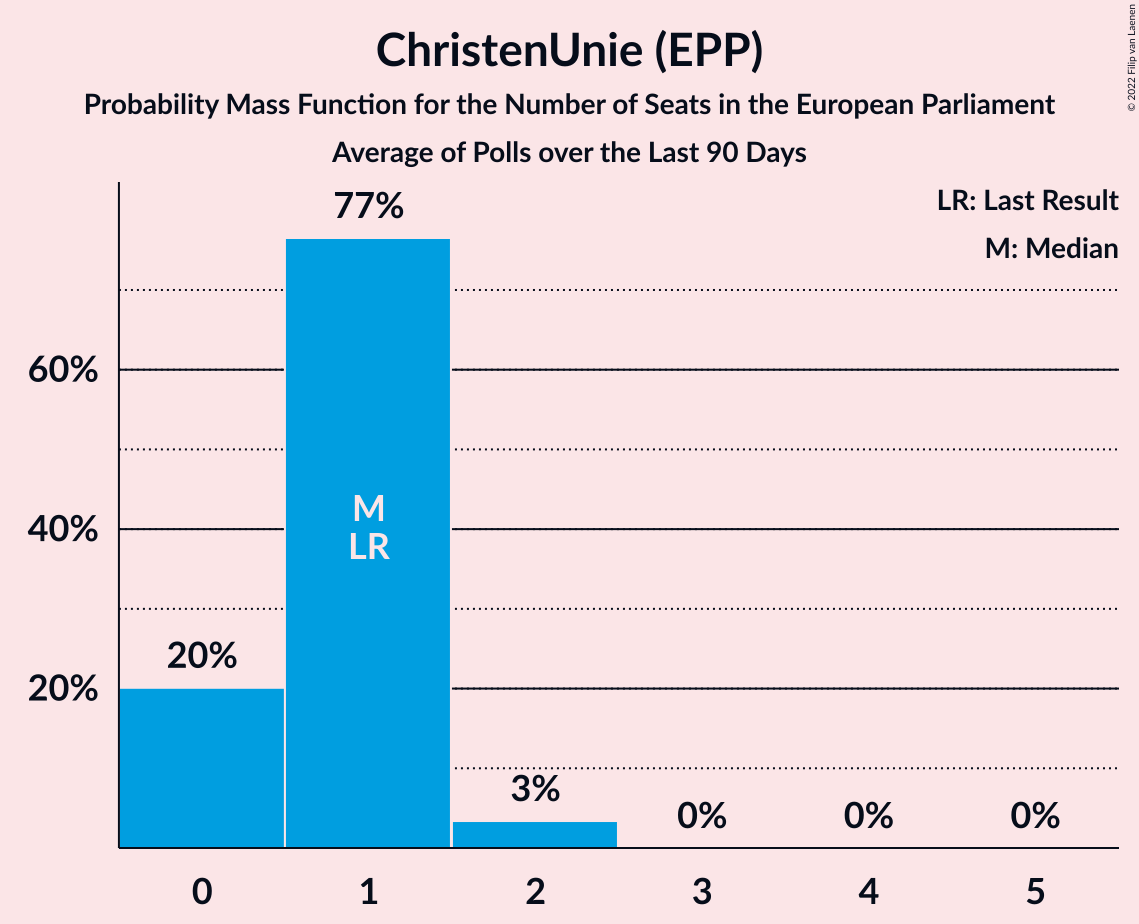 ChristenUnie (EPP)
Probability Mass Function for the Number of Seats in the European Parliament
Average of Polls over the Last 90 Days
© 2022 Filip van Laenen
LR: Last Result
M: Median
77%
60%
40%
20%
M
LR
20%
3%
0%
0%
0%
0
1
2
3
4
5